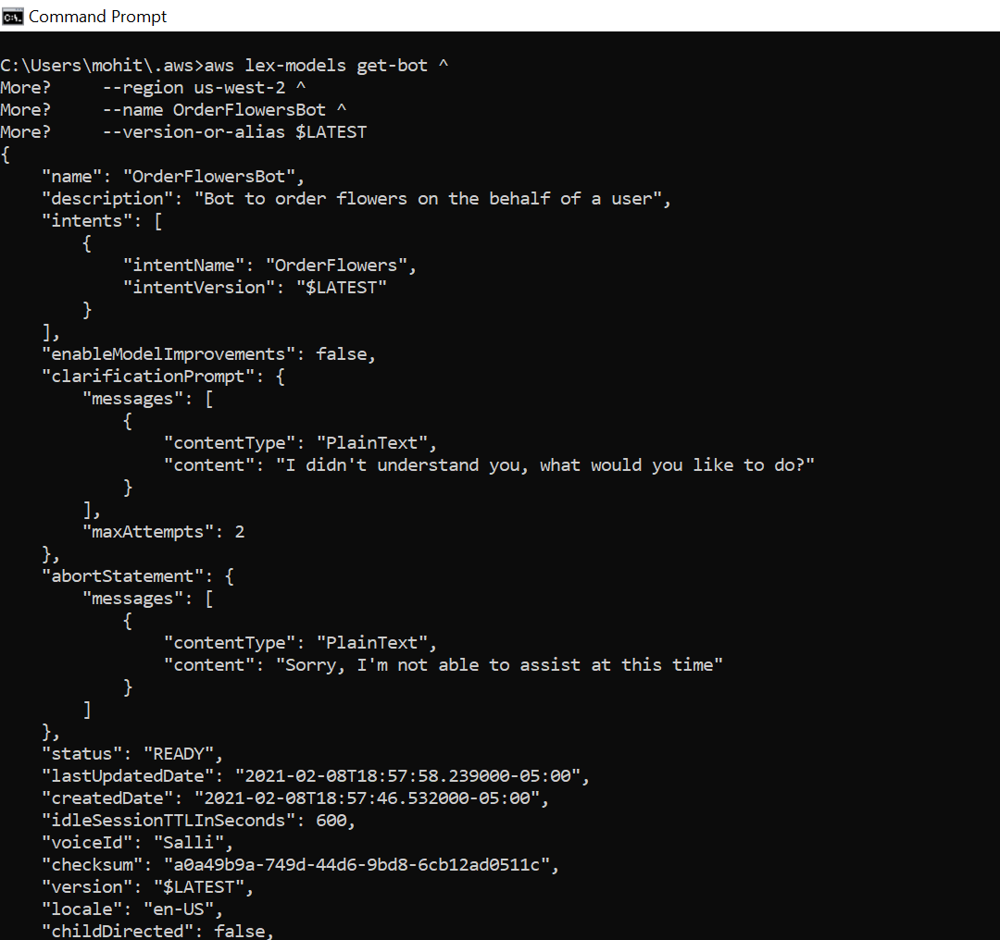 Command Prompt
C:\Users\mohit\.aws>aws lex-models get-bot ^
More?     --region us-west-2 ^
More?     --name OrderFlowersBot ^
More?     --version-or-alias $LATEST
{
    "name": "OrderFlowersBot",
    "description": "Bot to order flowers on the behalf of a user",
    "intents": [
        {
            "intentName": "OrderFlowers",
            "intentVersion": "$LATEST"
        }
    ],
    "enableModelImprovements": false,
    "clarificationPrompt": {
        "messages": [
            {
                "contentType": "PlainText",
                "content": "I didn't understand you, what would you like to do?"
            }
        ],
        "maxAttempts": 2
    },
    "abortStatement": {
        "messages": [
            {
                "contentType": "PlainText",
                "content": "Sorry, I'm not able to assist at this time"
            }
        ]
    },
    "status": "READY",
    "lastUpdatedDate": "2021-02-08T18:57:58.239000-05:00",
    "createdDate": "2021-02-08T18:57:46.532000-05:00",
    "idleSessionTTLInSeconds": 600,
    "voiceId": "Salli",
    "checksum": "a0a49b9a-749d-44d6-9bd8-6cb12ad0511c",
    "version": "$LATEST",
    "locale": "en-US",
    "childDirected": false,